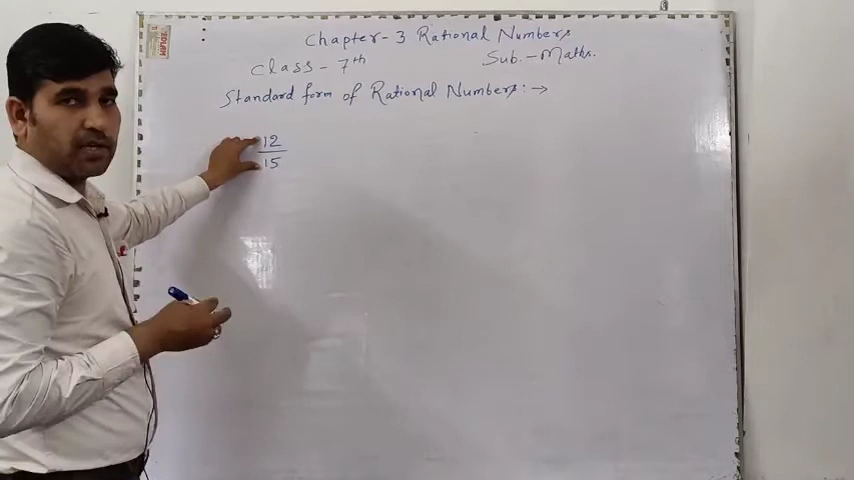 Chapter-3 Rational Numbers
Class-7th Sub.-Maths.
Standard form of Rational Numbers:→
12
15